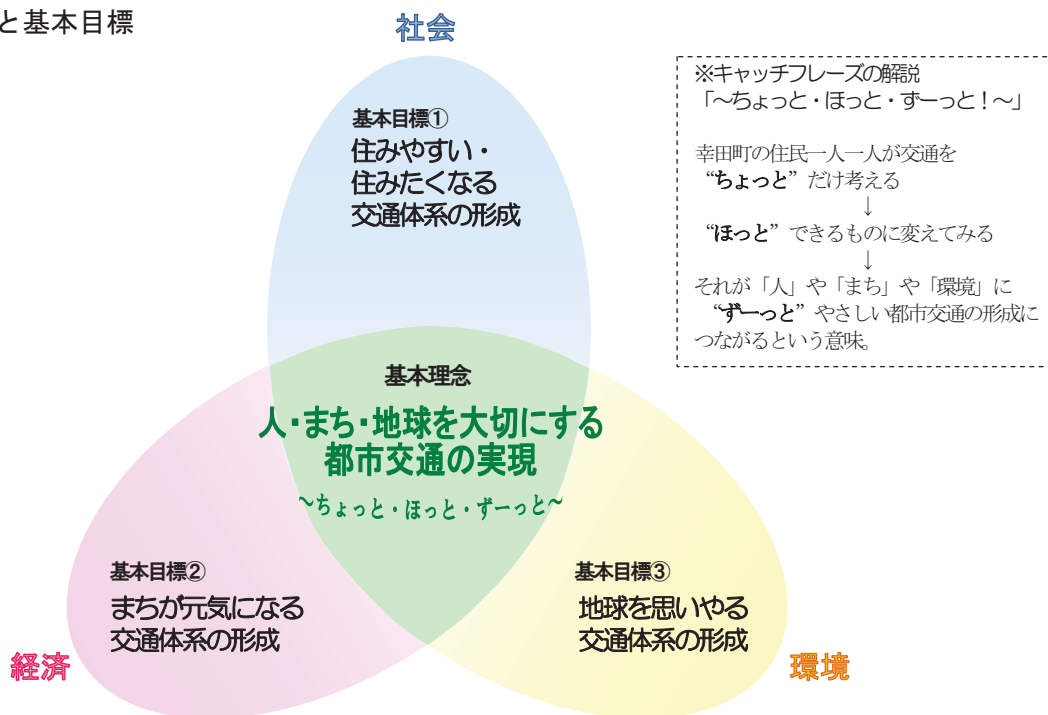 と基本目標
社会
基本目標①
住みやすい・
住みたくなる
交通体系の形成
※キャッチフレーズの解説
「～ちょっと・ほっと・ずーっと！～」
幸田町の住民一人一人が交通を
“ちょっと”だけ考える
↓
“ほっと”できるものに変えてみる
↓
それが「人」や「まち」や「環境」に
“ずーっと”やさしい都市交通の形成に
つながるという意味。
基本理念
人・まち・地球を大切にする
都市交通の実現
～ちょっと・ほっと・ずーっと～
基本目標②
まちが元気になる
交通体系の形成
経済
基本目標③
地球を思いやる
交通体系の形成
環境